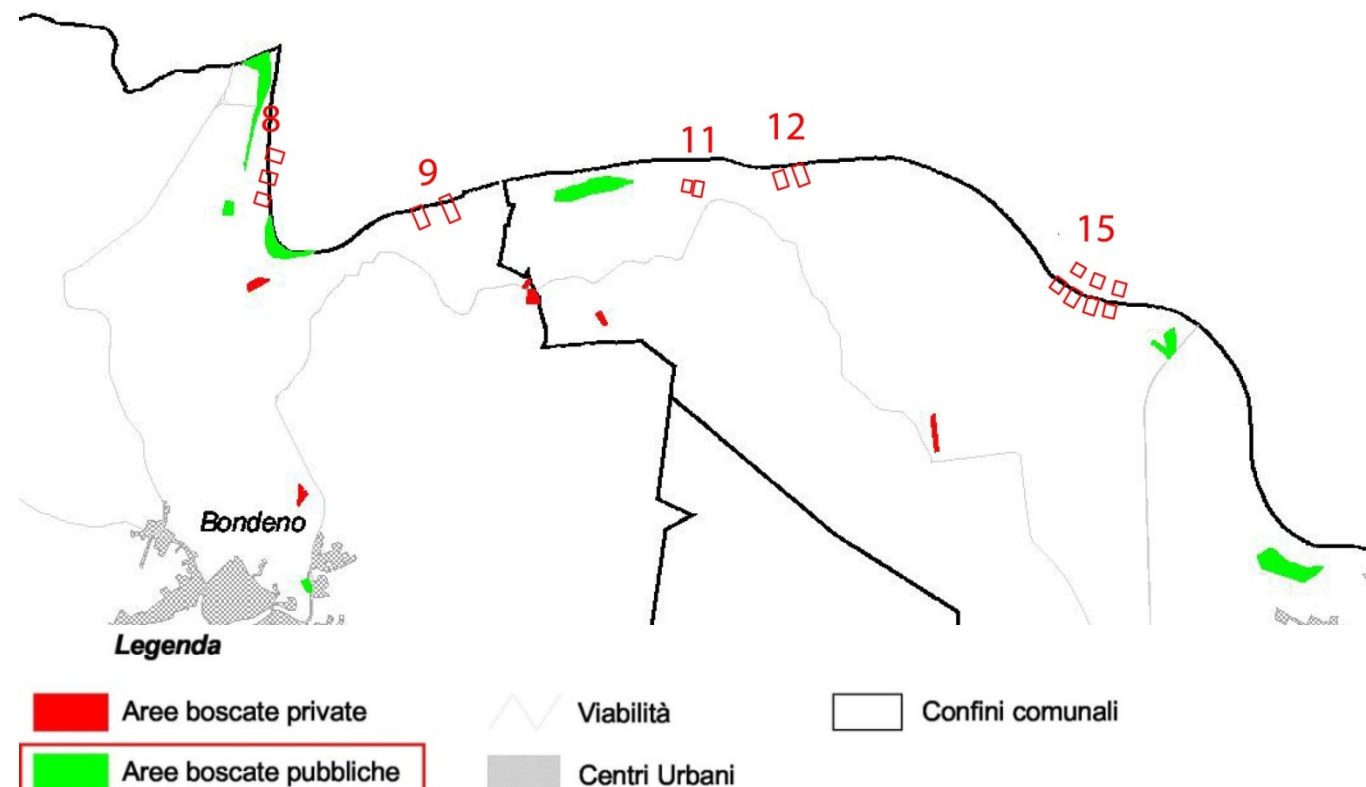 8
9
11
12
15
Bondeno
Legenda
Aree boscate private
Viabilità
Confini comunali
Aree boscate pubbliche
Centri Urbani